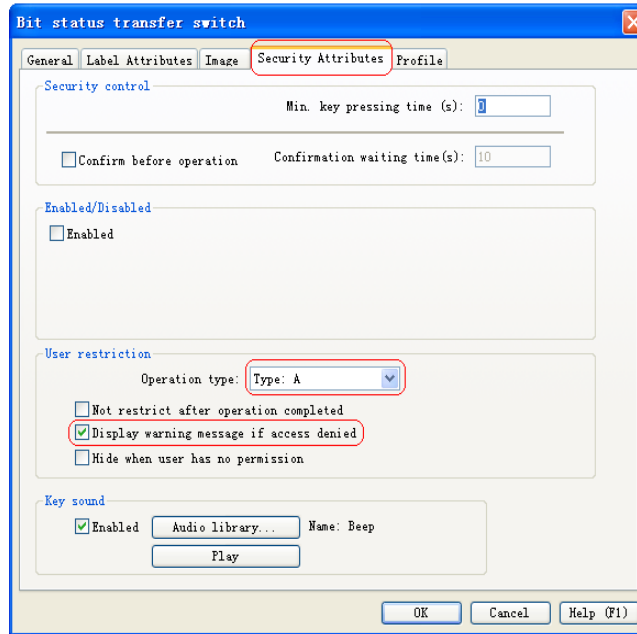 Bit status transfer switch
General Label Attributes Image Security Attributes Profile
Security control
Min. key pressing time (s): 0
Confirm before operation Confirmation waiting time(s): 10
Enabled/Disabled
Enabled
User restriction
Operation type: Type: A
Not restrict after operation completed
Display warning message if access denied
Hide when user has no permission
Key sound
Enabled Audio library... Name: Beep
Play
OK Cancel Help (F1)